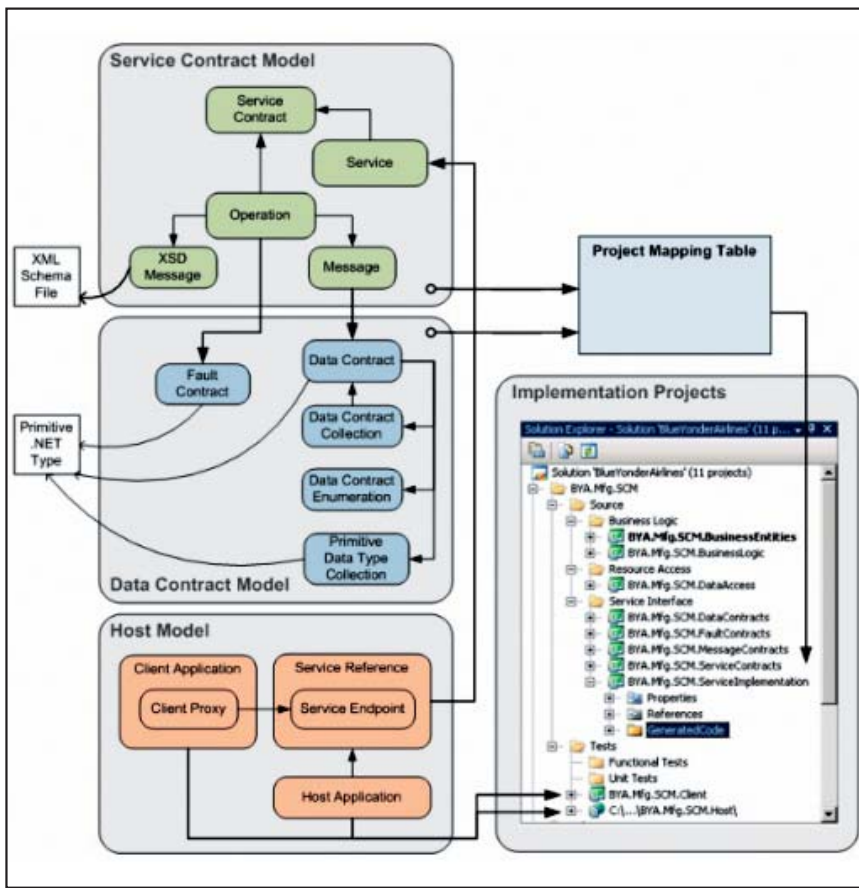 Service Contract Model
Service
Contract
Service
Operation
XSD
Message
Message
XML
Schema
File
Project Mapping Table
Fault
Contract
Data Contract
Data Contract
Collection
Data Contract
Enumeration
Primitive
Data Type
Collection
Primitive
.NET
Type
Data Contract Model
Host Model
Client Application
Client Proxy
Service Reference
Service Endpoint
Host Application
Implementation Projects
Solution Explorer - Solution 'BlueYonderAirlines' (11 p...
Solution 'BlueYonderAirlines' (11 projects)
BYA.Mfg.SCM
Source
Business Logic
BYA.Mfg.SCM.BusinessEntities
BYA.Mfg.SCM.BusinessLogic
Resource Access
BYA.Mfg.SCM.DataAccess
Service Interface
BYA.Mfg.SCM.DataContracts
BYA.Mfg.SCM.FaultContracts
BYA.Mfg.SCM.MessageContracts
BYA.Mfg.SCM.ServiceContracts
BYA.Mfg.SCM.ServiceImplementation
Properties
References
GeneratedCode
Tests
Functional Tests
Unit Tests
BYA.Mfg.SCM.Client
C:\...\BYA.Mfg.SCM.Host\